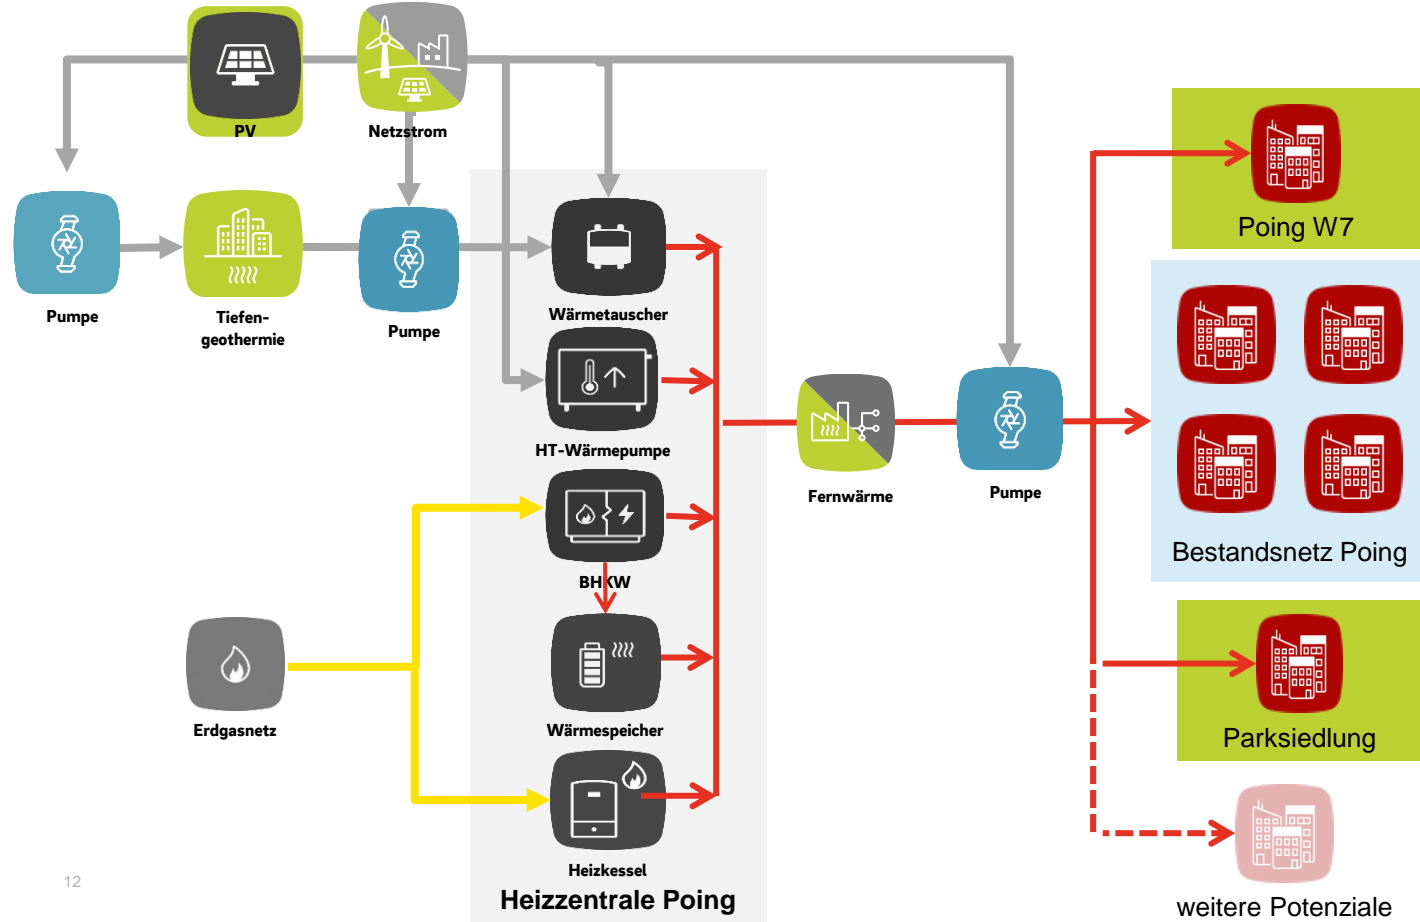 PV
Netzstrom
Poing W7
Pumpe
Tiefen-
geothermie
Pumpe
Wärmetauscher
HT-Wärmepumpe
Fernwärme
Pumpe
Bestandsnetz Poing
BHKW
Erdgasnetz
Wärmespeicher
Parksiedlung
Heizkessel
12
Heizzentrale Poing
weitere Potenziale